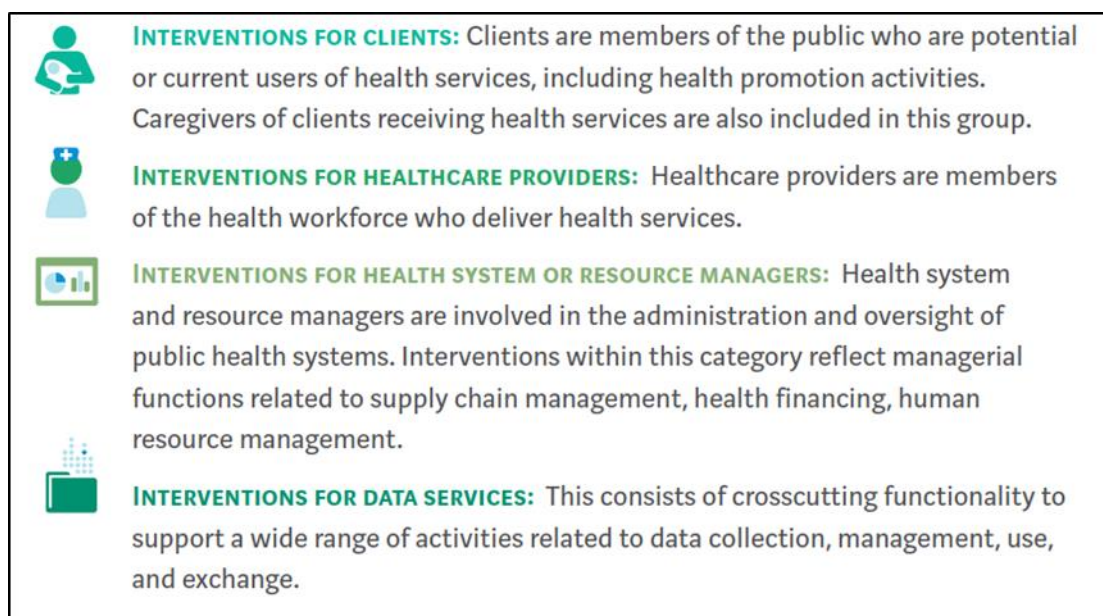 INTERVENTIONS FOR CLIENTS: Clients are members of the public who are potential
or current users of health services, including health promotion activities.
Caregivers of clients receiving health services are also included in this group.
INTERVENTIONS FOR HEALTHCARE PROVIDERS: Healthcare providers are members
of the health workforce who deliver health services.
INTERVENTIONS FOR HEALTH SYSTEM OR RESOURCE MANAGERS: Health system
and resource managers are involved in the administration and oversight of
public health systems. Interventions within this category reflect managerial
functions related to supply chain management, health financing, human
resource management.
INTERVENTIONS FOR DATA SERVICES: This consists of crosscutting functionality to
support a wide range of activities related to data collection, management, use,
and exchange.